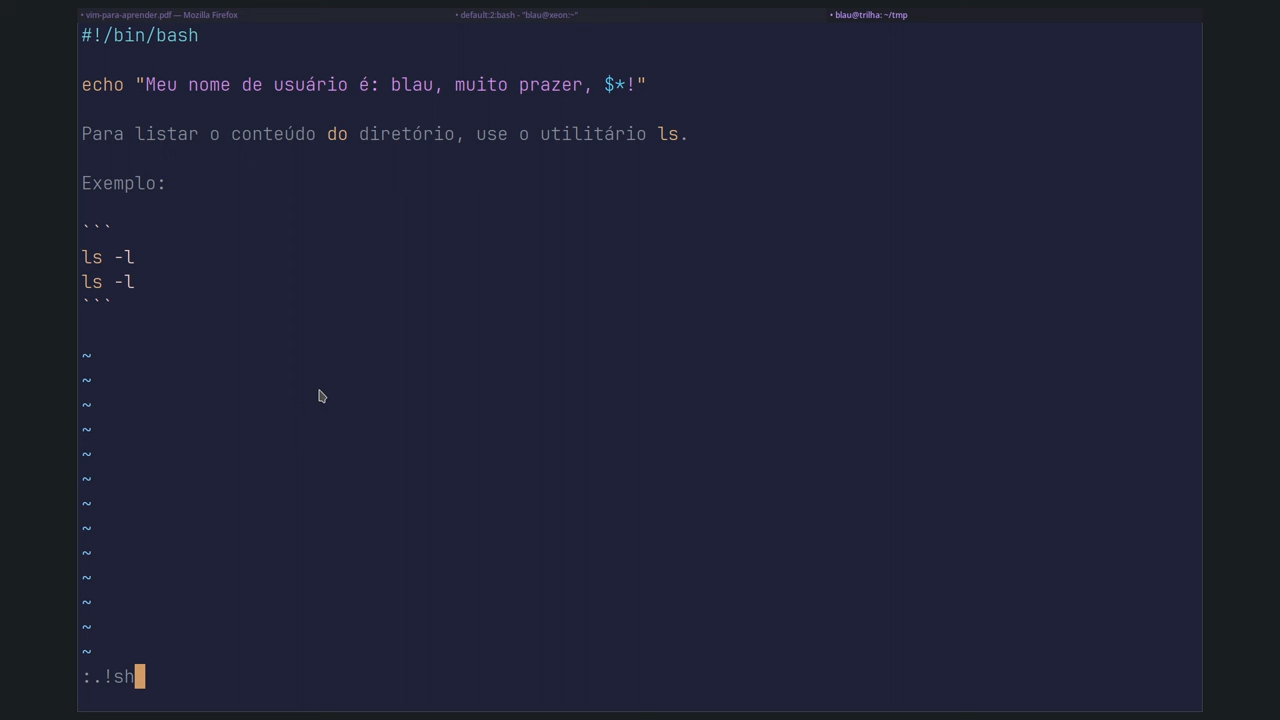 • vim-para-aprender.pdf — Mozilla Firefox
• default:2:bash - "blau@xeon:~"
• blau@trilha: ~/tmp
#!/bin/bash
echo "Meu nome de usuário é: blau, muito prazer, $*!"
Para listar o conteúdo do diretório, use o utilitário ls.
Exemplo:
```
ls -l
ls -l
```
~
~
~
~
~
~
~
~
~
~
~
~
~
:.!sh